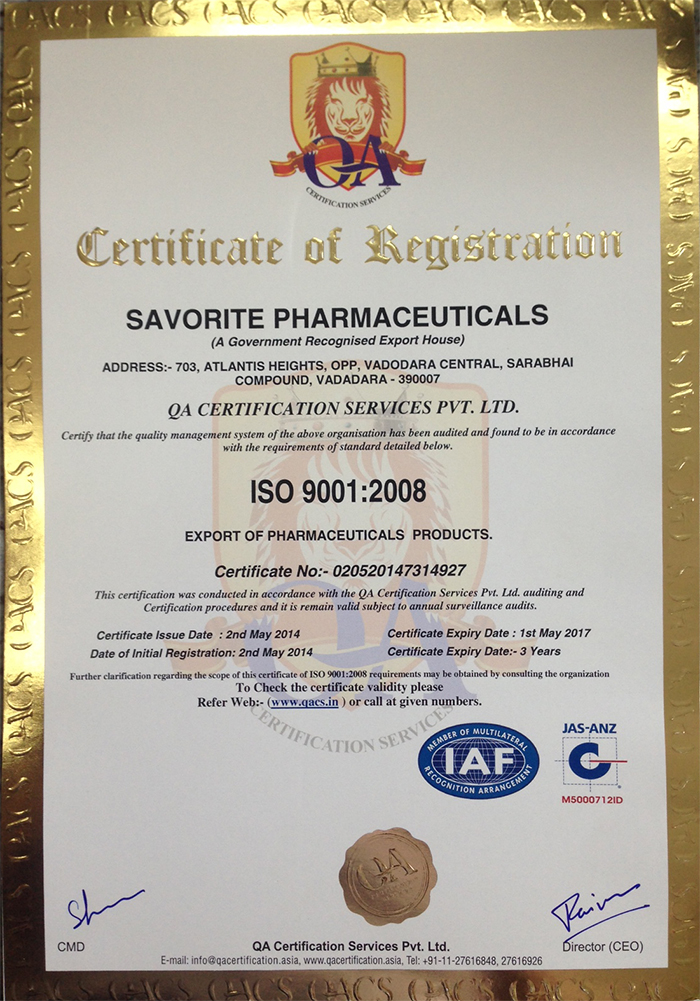 QA
CERTIFICATION SERVICES
Certificate of Registration
SAVORITE PHARMACEUTICALS
(A Government Recognised Export House)
ADDRESS:- 703, ATLANTIS HEIGHTS, OPP, VADODARA CENTRAL, SARABHAI
COMPOUND, VADADARA - 390007
QA CERTIFICATION SERVICES PVT. LTD.
Certify that the quality management system of the above organisation has been audited and found to be in accordance
with the requirements of standard detailed below.
ISO 9001:2008
EXPORT OF PHARMACEUTICALS PRODUCTS.
Certificate No:- 020520147314927
This certification was conducted in accordance with the QA Certification Services Pvt. Ltd. auditing and
Certification procedures and it is remain valid subject to annual surveillance audits.
Certificate Issue Date : 2nd May 2014 Certificate Expiry Date : 1st May 2017
Date of Initial Registration: 2nd May 2014 Certificate Expiry Date:- 3 Years
Further clarification regarding the scope of this certificate of ISO 9001:2008 requirements may be obtained by consulting the organization
To Check the certificate validity please
Refer Web:- (www.qacs.in ) or call at given numbers.
QA
CERTIFICATION SERVICES
MEMBER OF MULTILATERAL
IAF
RECOGNITION ARRANGEMENT
JAS-ANZ
M5000712ID
QA
CMD
Director (CEO)
QA Certification Services Pvt. Ltd.
E-mail: info@qacertification.asia, www.qacertification.asia, Tel: +91-11-27616848, 27616926